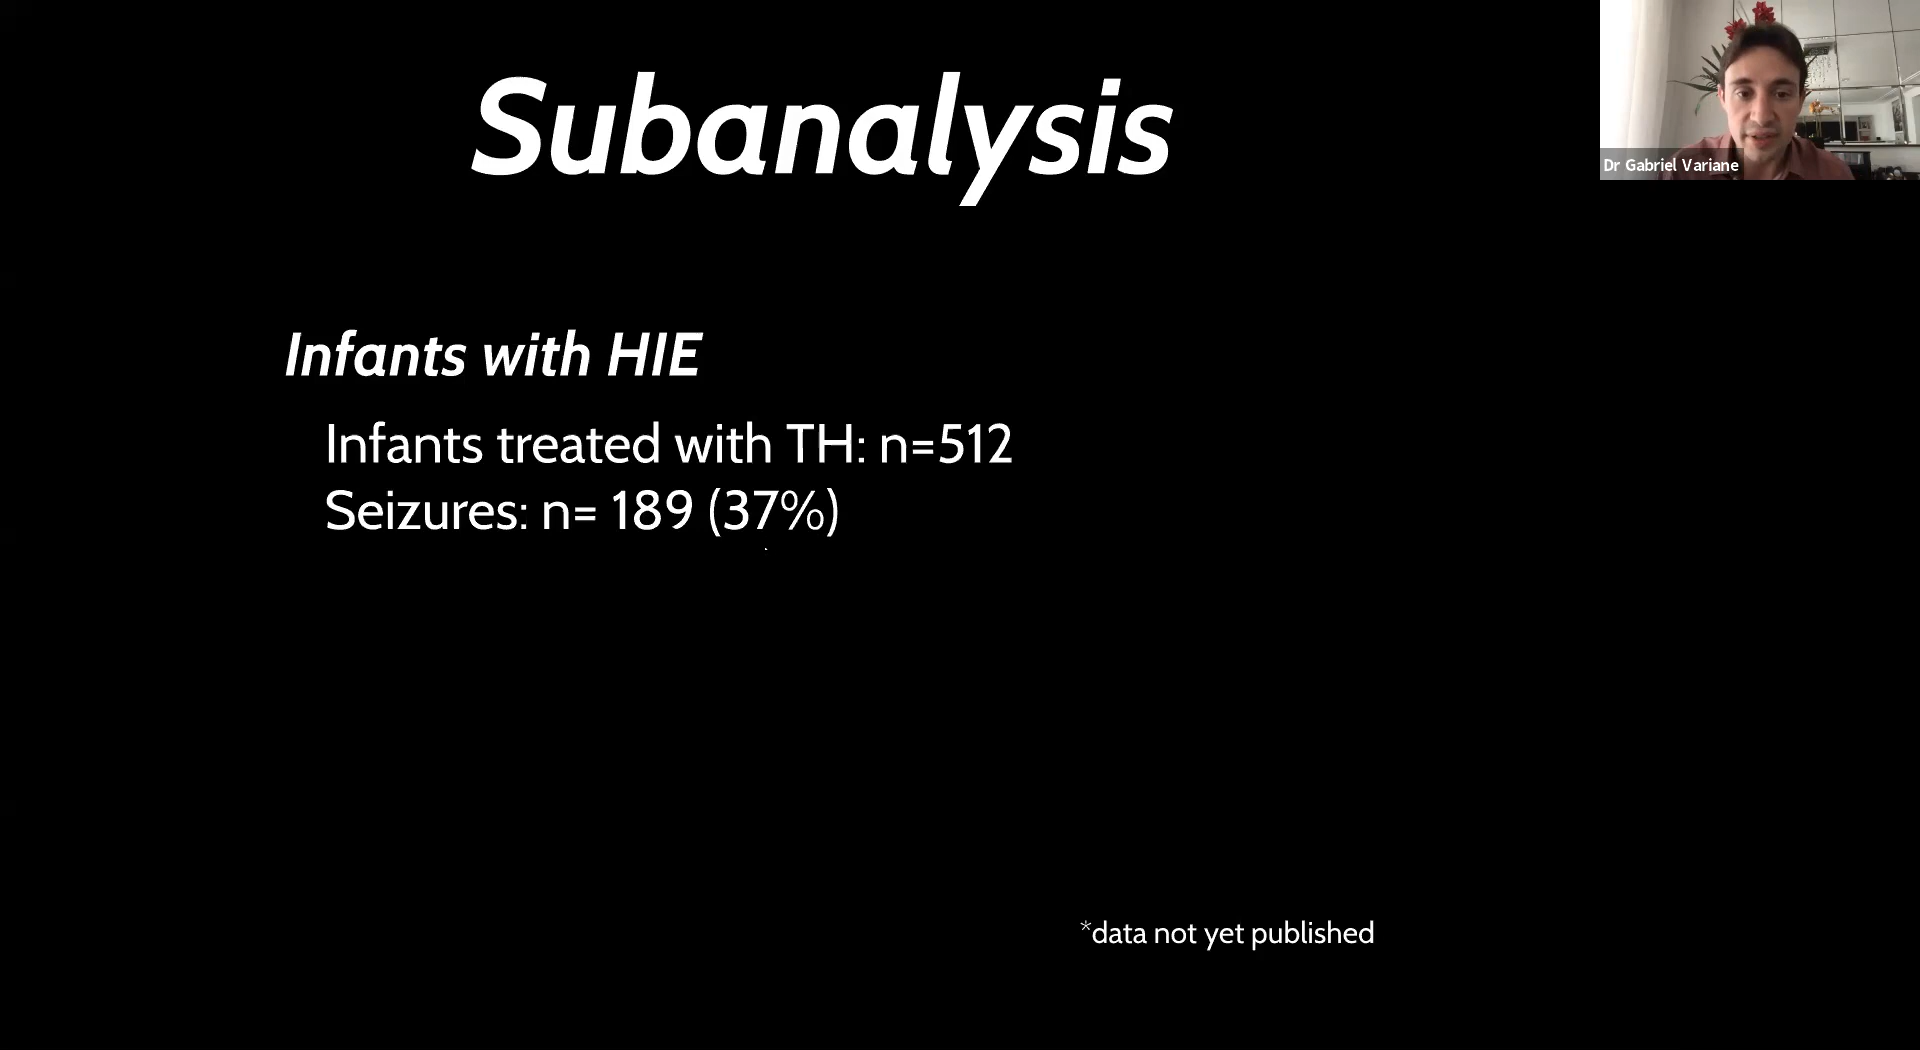 Subanalysis
Dr Gabriel Variane
Infants with HIE
Infants treated with TH: n=512
Seizures: n= 189 (37%)
*data not yet published